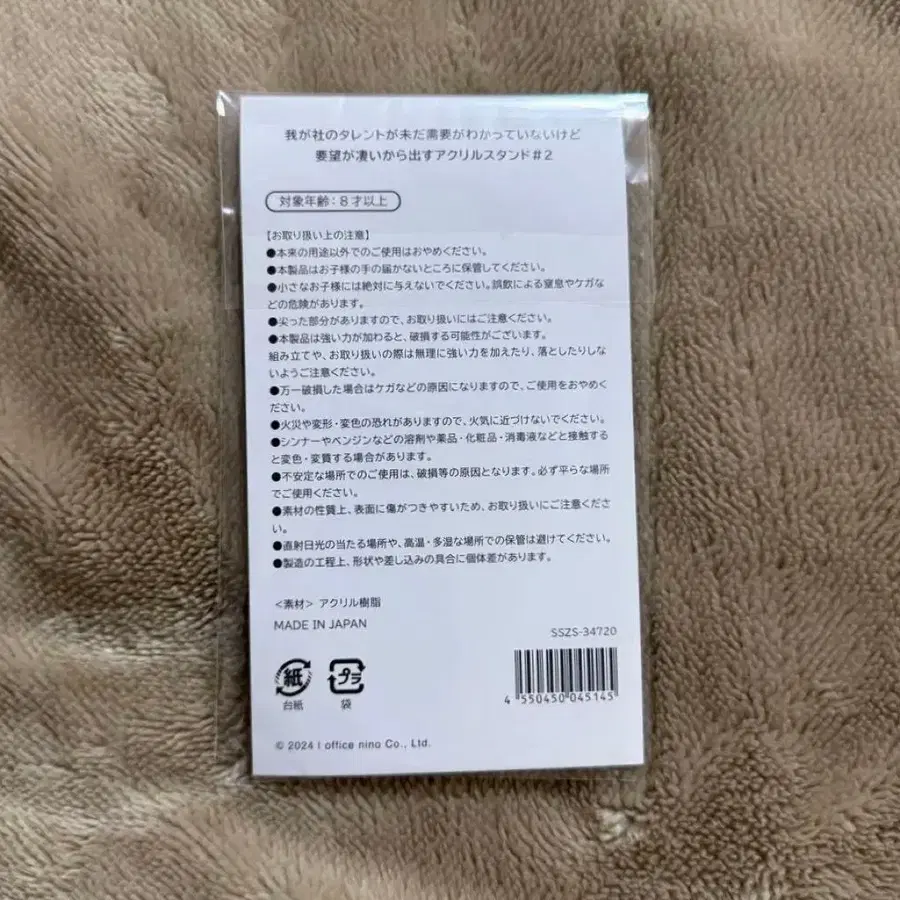 我が社のタレントが未だ需要がわかっていないけど
要望が凄いから出すアクリルスタンド#2
対象年齢:8才以上
【お取り扱い上の注意】
●本来の用途以外でのご使用はおやめください。
●本製品はお子様の手の届かないところに保管してください。
●小さなお子様には絶対に与えないでください。誤飲による窒息やケガな
どの危険があります。
●尖った部分がありますので、お取り扱いにはご注意ください。
●本製品は強い力が加わると、破損する可能性がございます。
組み立てや、お取り扱いの際は無理に強い力を加えたり、落としたりしな
いようご注意ください。
●万一破損した場合はケガなどの原因になりますので、ご使用をおやめく
ださい。
●火災や変形・変色の恐れがありますので、火気に近づけないでください。
●シンナーやベンジンなどの溶剤や薬品・化粧品・消毒液などと接触する
と変色・変質する場合があります。
●不安定な場所でのご使用は、破損等の原因となります。必ず平らな場所
でご使用ください。
●素材の性質上、表面に傷がつきやすいため、お取り扱いにご注意くださ
い。
●直射日光の当たる場所や、高温・多湿な場所での保管は避けてください。
●製造の工程上、形状や差し込みの具合に個体差があります。
<素材> アクリル樹脂
MADE IN JAPAN
SSZS-34720
紙
プラ
台紙
袋
4 550450 045145
© 2024 | office nino Co., Ltd.